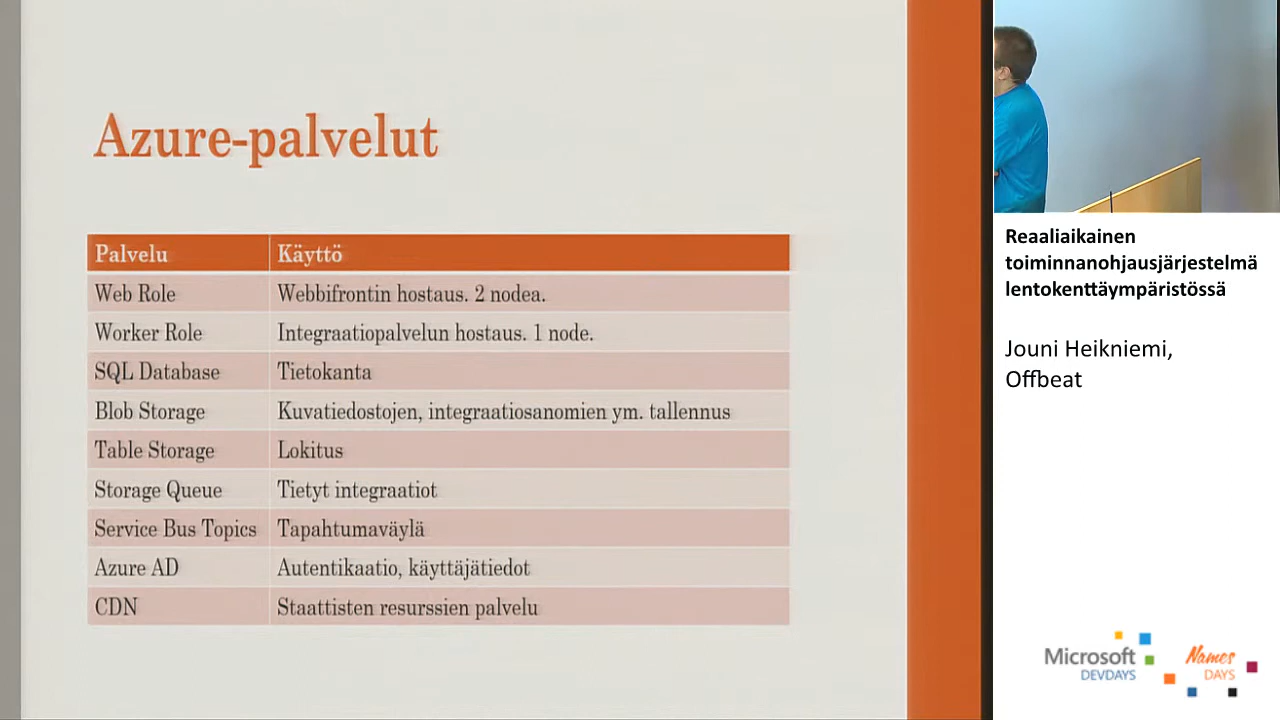 Azure-palvelut
Palvelu Käyttö
Web Role Webbifrontin hostaus. 2 nodea.
Worker Role Integraatiopalvelun hostaus. 1 node.
SQL Database Tietokanta
Blob Storage Kuvatiedostojen, integraatiosanomien ym. tallennus
Table Storage Lokitus
Storage Queue Tietyt integraatiot
Service Bus Topics Tapahtumaväylä
Azure AD Autentikaatio, käyttäjätiedot
CDN Staattisten resurssien palvelu
Reaaliaikainen
toiminnanohjausjärjestelmä
lentokenttäympäristössä
Jouni Heikniemi,
Offbeat
Microsoft
DEVDAYS
Names
DAYS